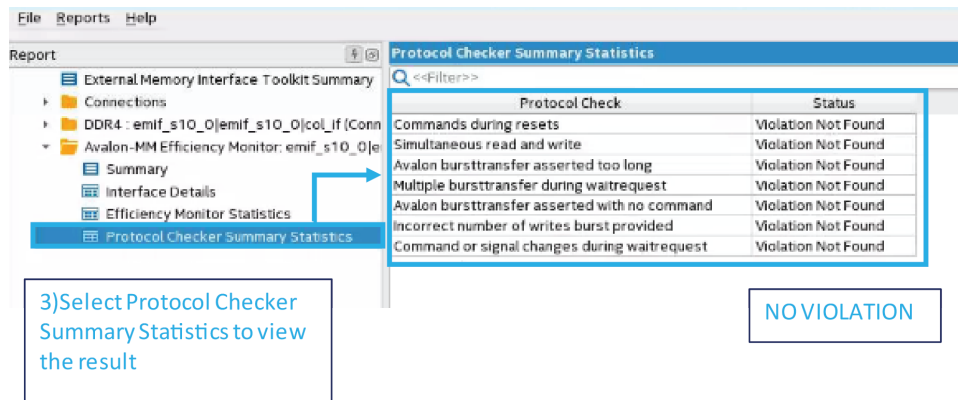 File Reports Help
Report
Protocol Checker Summary Statistics
<<Filter>>
External Memory Interface Toolkit Summary
Connections
DDR4 : emif_s10_0|emif_s10_0|col_if (Conn
Avalon-MM Efficiency Monitor: emif_s10_0|e
Summary
Interface Details
Efficiency Monitor Statistics
Protocol Checker Summary Statistics
Protocol Check Status
Commands during resets Violation Not Found
Simultaneous read and write Violation Not Found
Avalon bursttransfer asserted too long Violation Not Found
Multiple bursttransfer during waitrequest Violation Not Found
Avalon bursttransfer asserted with no command Violation Not Found
Incorrect number of writes burst provided Violation Not Found
Command or signal changes during waitrequest Violation Not Found
3)Select Protocol Checker
Summary Statistics to view
the result
NO VIOLATION